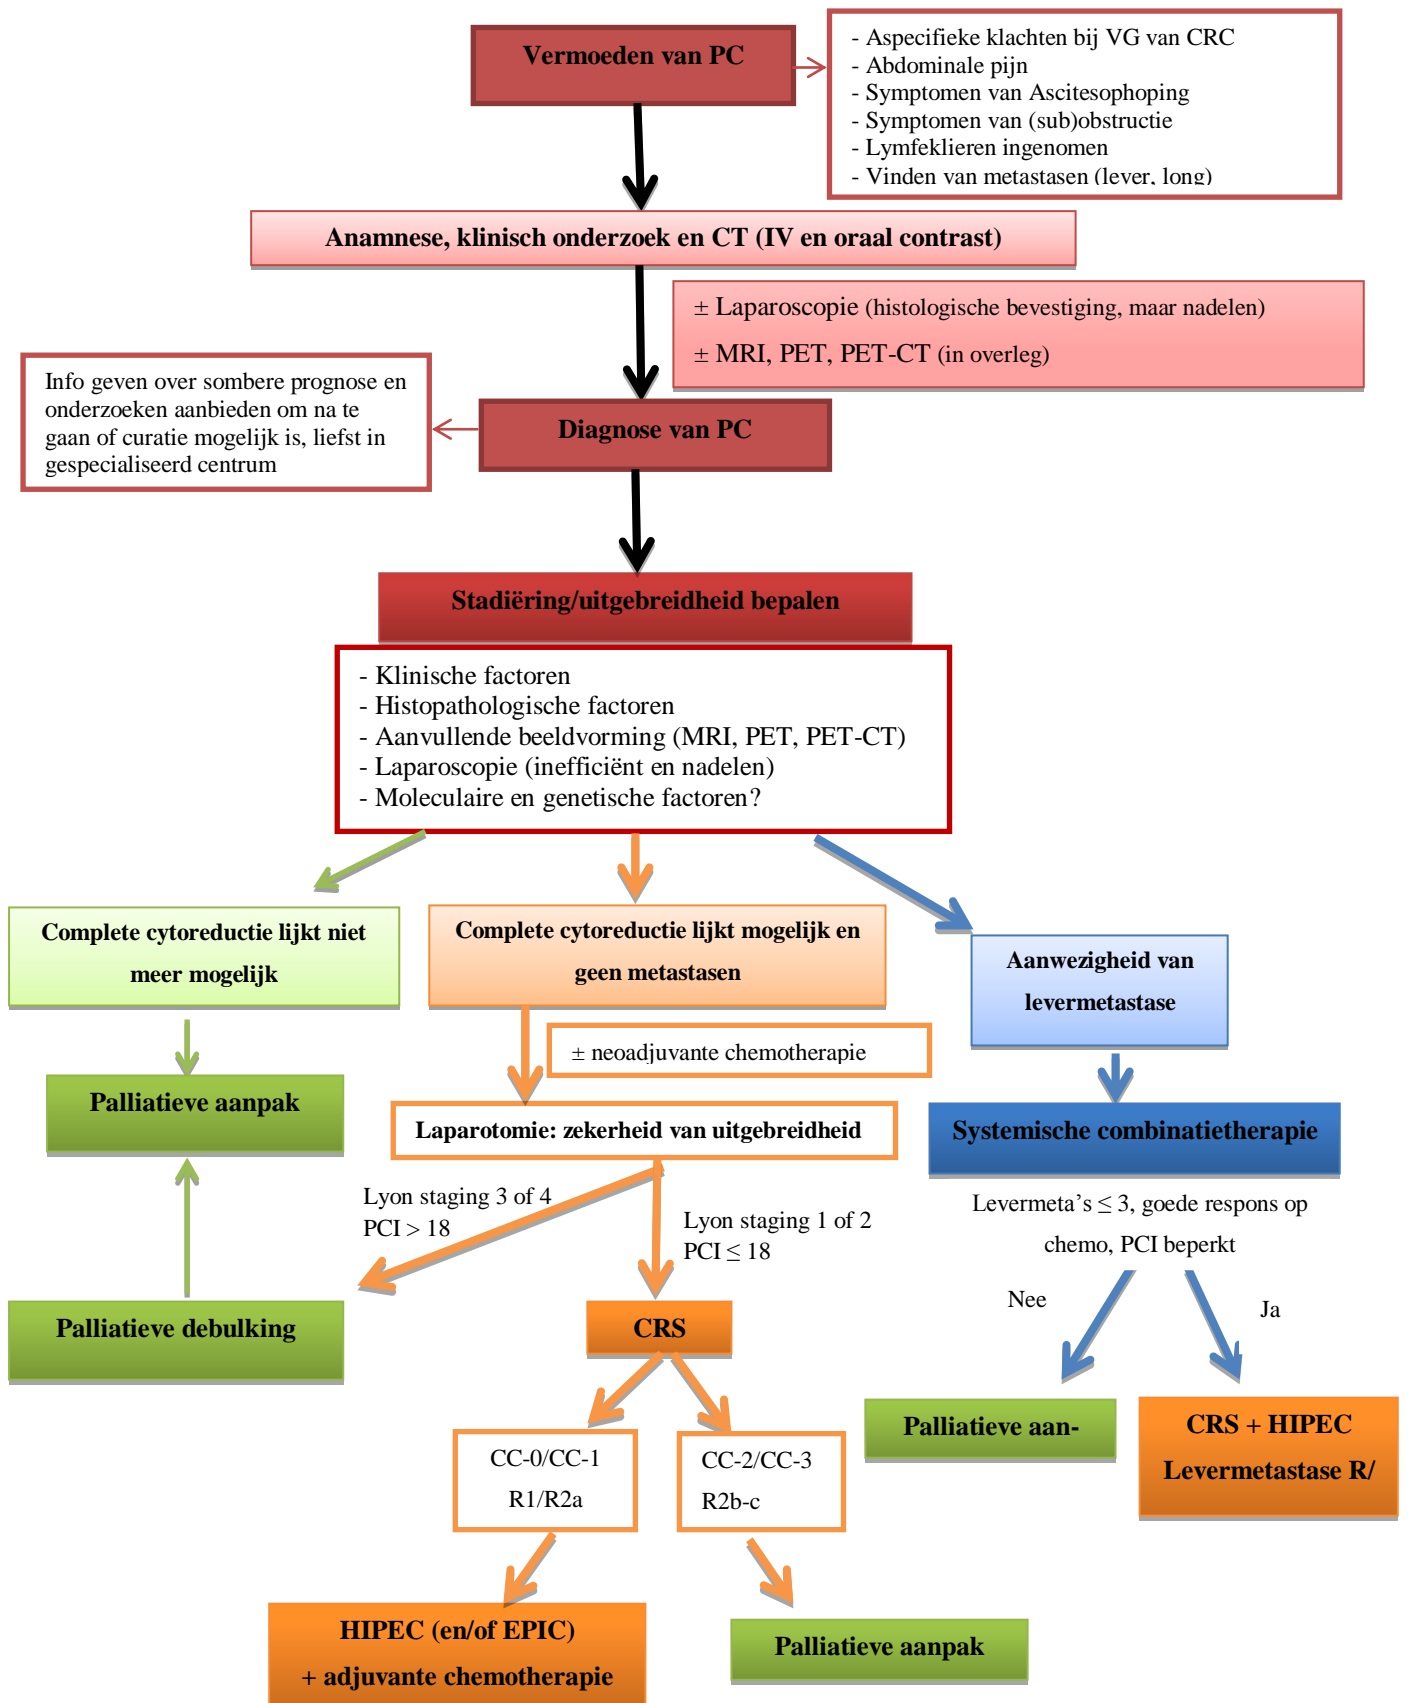 Vermoeden van PC
- Aspecifieke klachten bij VG van CRC
- Abdominale pijn
- Symptomen van Ascitesophoping
- Symptomen van (sub)obstructie
- Lymfeklieren ingenomen
- Vinden van metastasen (lever, long)
Anamnese, klinisch onderzoek en CT (IV en oraal contrast)
± Laparoscopie (histologische bevestiging, maar nadelen)
± MRI, PET, PET-CT (in overleg)
Info geven over sombere prognose en
onderzoeken aanbieden om na te
gaan of curatie mogelijk is, liefst in
gespecialiseerd centrum
Diagnose van PC
Stadiëring/uitgebreidheid bepalen
- Klinische factoren
- Histopathologische factoren
- Aanvullende beeldvorming (MRI, PET, PET-CT)
- Laparoscopie (inefficiënt en nadelen)
- Moleculaire en genetische factoren?
Complete cytoreductie lijkt niet
meer mogelijk
Complete cytoreductie lijkt mogelijk en
geen metastasen
Aanwezigheid van
levermetastase
± neoadjuvante chemotherapie
Palliatieve aanpak
Laparotomie: zekerheid van uitgebreidheid
Systemische combinatietherapie
Lyon staging 3 of 4
PCI > 18
Lyon staging 1 of 2
PCI ≤ 18
Levermeta's ≤ 3, goede respons op
chemo, PCI beperkt
Nee
Ja
Palliatieve debulking
CRS
Palliatieve aan-
CRS + HIPEC
Levermetastase R/
CC-0/CC-1
R1/R2a
CC-2/CC-3
R2b-c
HIPEC (en/of EPIC)
+ adjuvante chemotherapie
Palliatieve aanpak